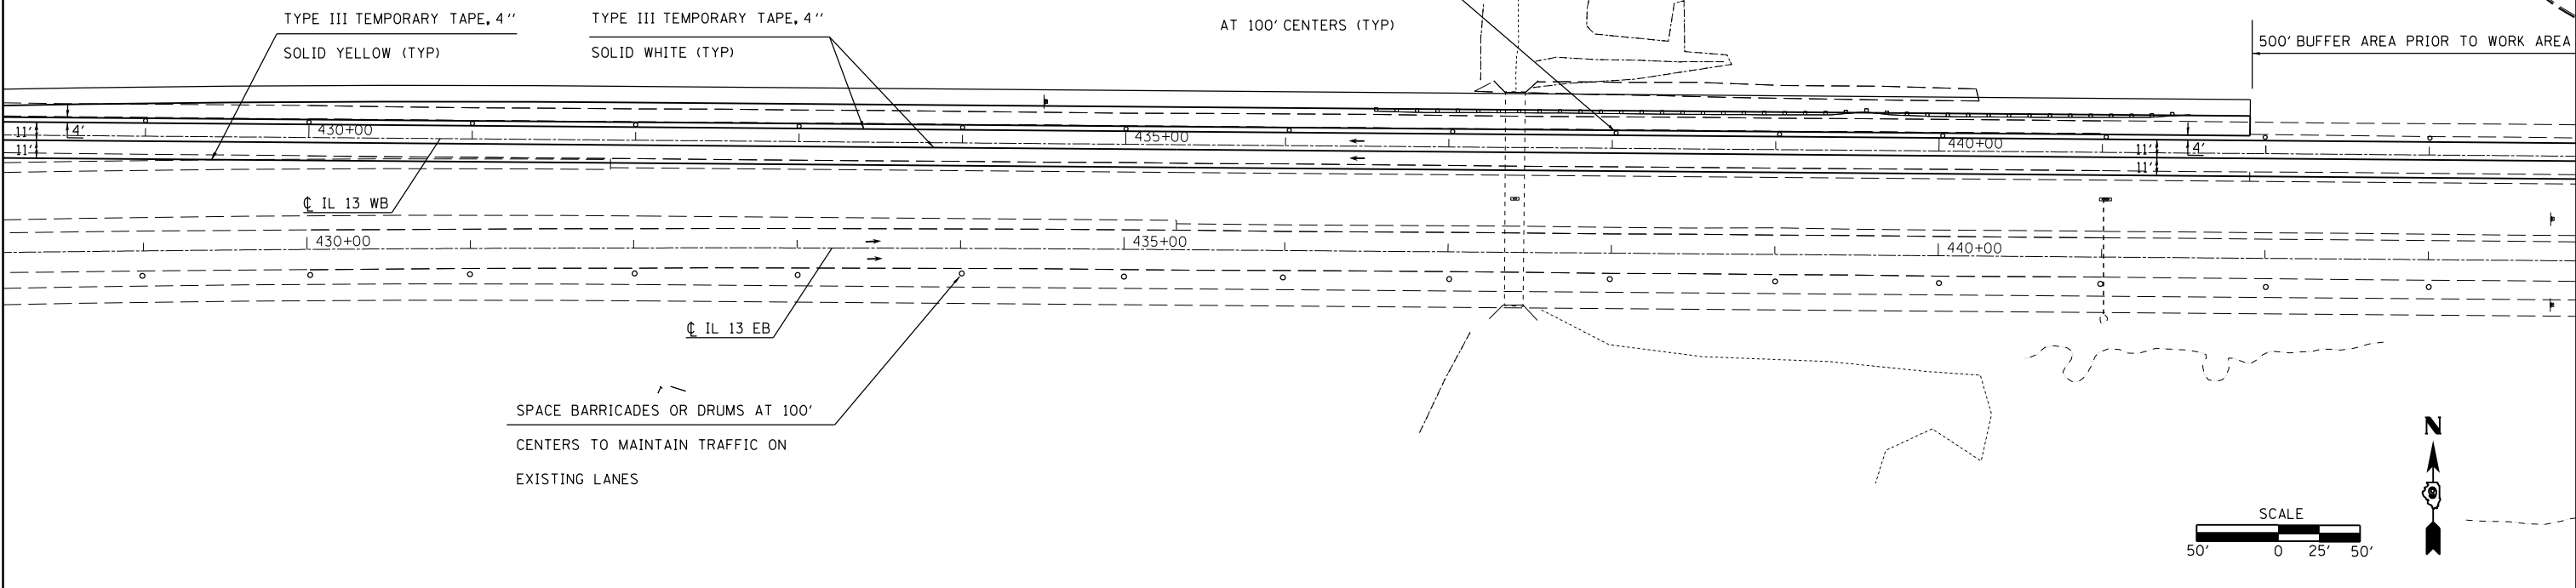 TYPE III TEMPORARY TAPE, 4"
SOLID YELLOW (TYP)
TYPE III TEMPORARY TAPE, 4"
SOLID WHITE (TYP)
AT 100' CENTERS (TYP)
500' BUFFER AREA PRIOR TO WORK AREA
11'
11'
4'
430+00
435+00
440+00
11'
11'
4'
℄ IL 13 WB
430+00
435+00
440+00
℄ IL 13 EB
SPACE BARRICADES OR DRUMS AT 100'
CENTERS TO MAINTAIN TRAFFIC ON
EXISTING LANES
N
SCALE
50' 0 25' 50'